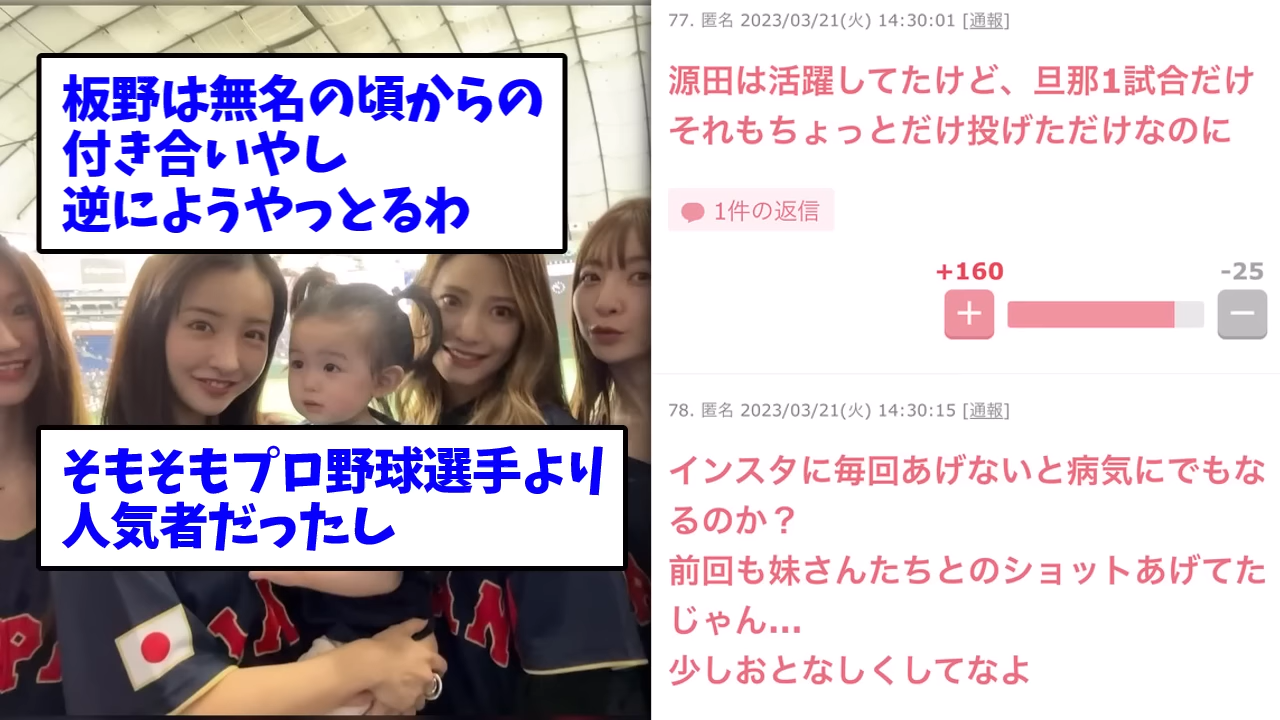 板野は無名の頃からの
付き合いやし
逆にようやっとるわ
そもそもプロ野球選手より
人気者だったし
77. 匿名 2023/03/21(火) 14:30:01 [通報]
源田は活躍してたけど、旦那1試合だけ
それもちょっとだけ投げただけなのに
1件の返信
+160
-25
+
−
78. 匿名 2023/03/21(火) 14:30:15 [通報]
インスタに毎回あげないと病気にでもな
るのか？
前回も妹さんたちとのショットあげてた
じゃん...
少しおとなしくしてなよ